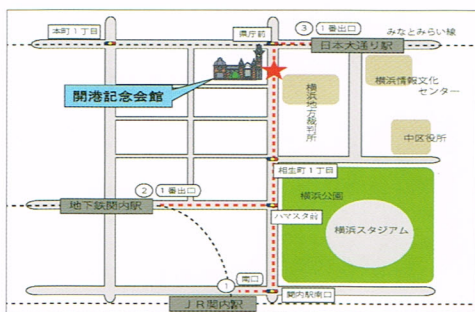 本町1丁目
県庁前
③ 1番出口
みなとみらい線
日本大通り駅
開港記念会館
横浜地方裁判所
横浜情報文化
センター
中区役所
相生町1丁目
② 1番出口
地下鉄関内駅
ハマスタ前
横浜公園
横浜スタジアム
① 南口
関内駅南口
JR関内駅